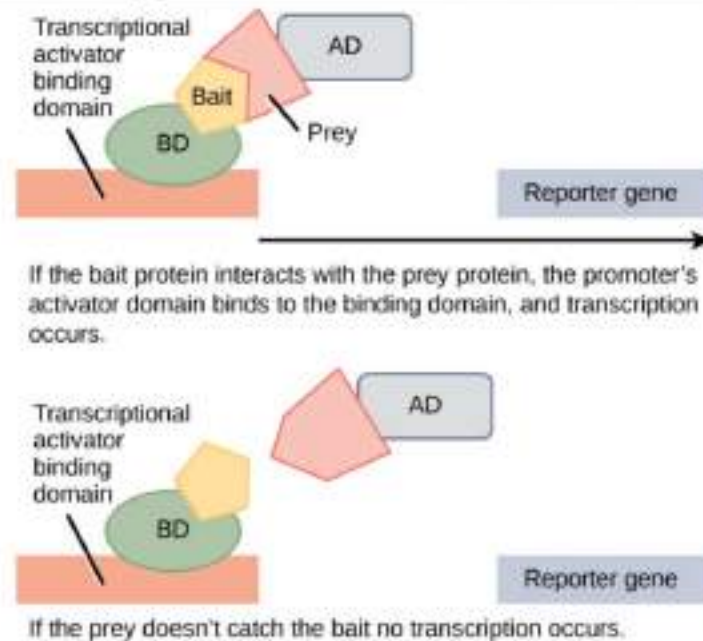 Transcriptional
activator
binding
domain
AD
Bait
BD
Prey
Reporter gene
If the bait protein interacts with the prey protein, the promoter's
activator domain binds to the binding domain, and transcription
occurs.
Transcriptional
activator
binding
domain
AD
BD
Reporter gene
If the prey doesn't catch the bait no transcription occurs.